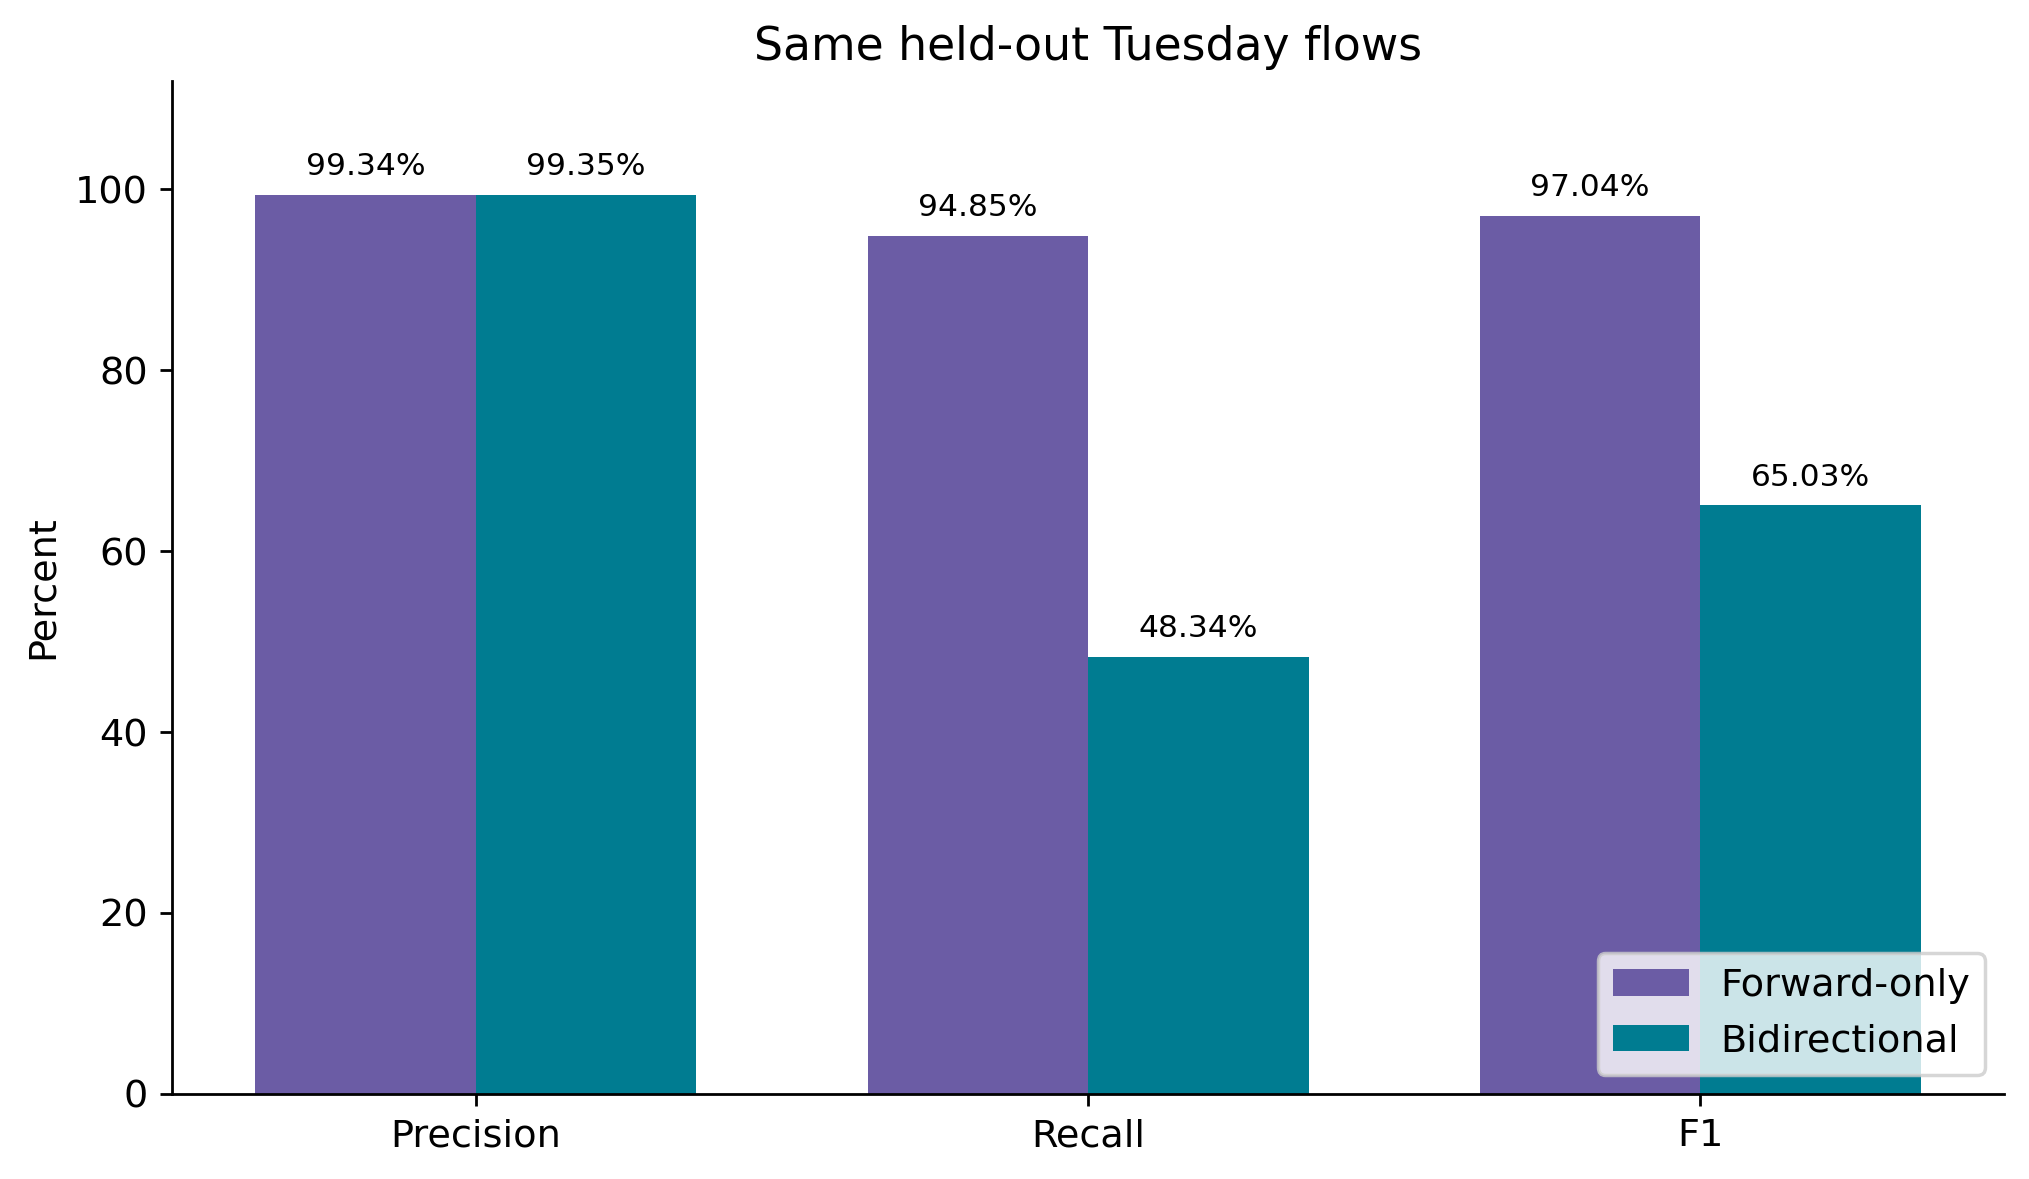 Same held-out Tuesday flows
Percent
100
80
60
40
20
0
99.34%
99.35%
94.85%
48.34%
97.04%
65.03%
Precision
Recall
F1
Forward-only
Bidirectional